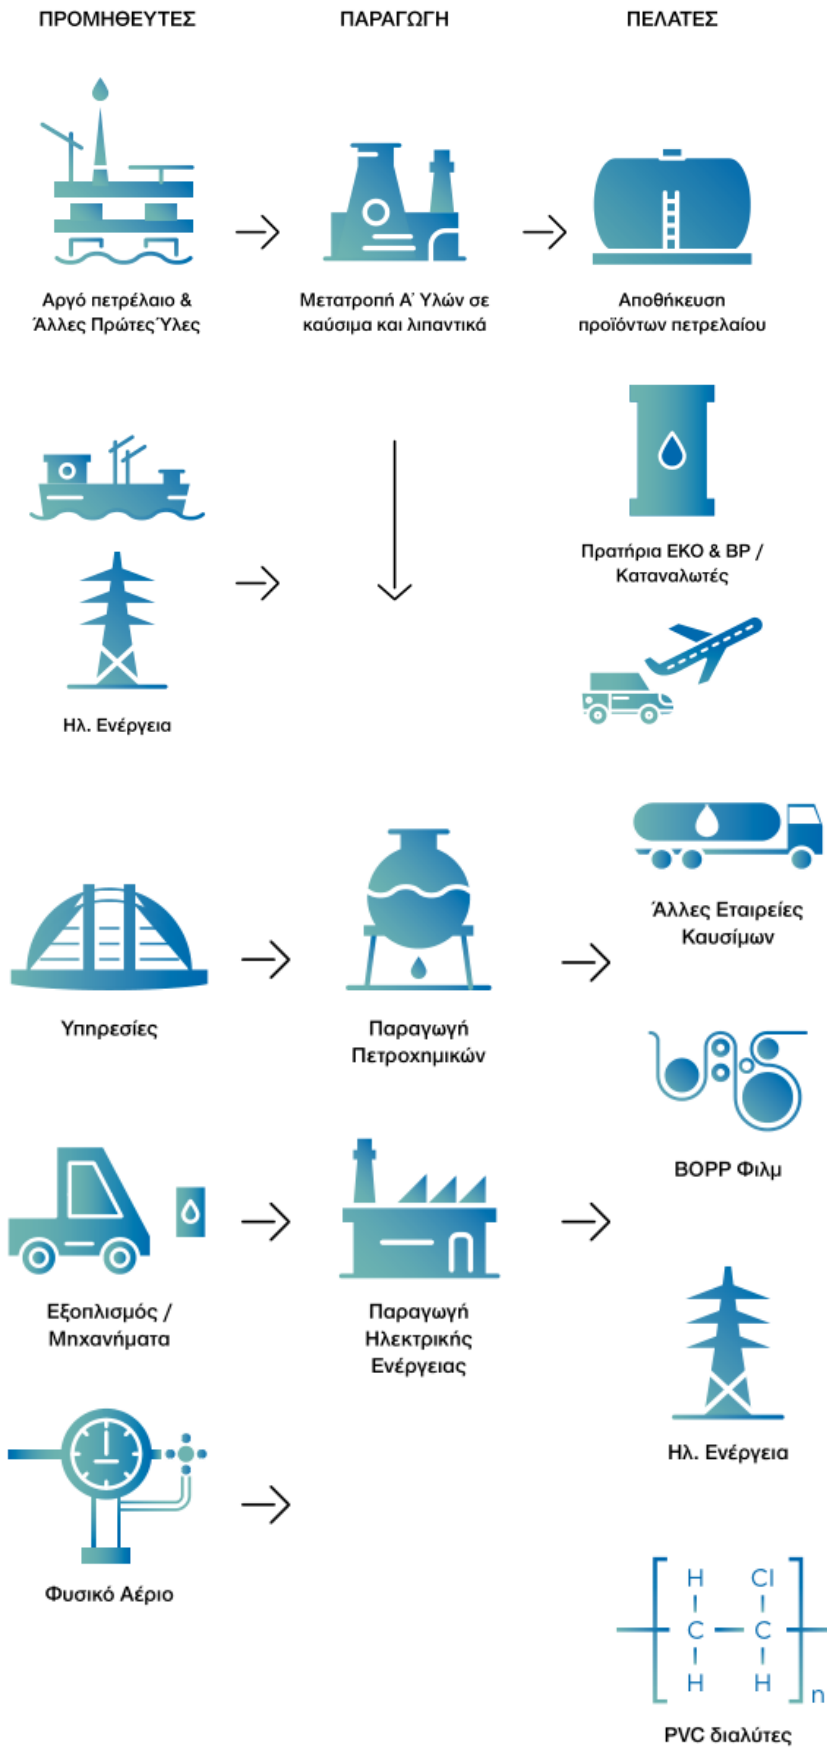 ΠΡΟΜΗΘΕΥΤΕΣ
ΠΑΡΑΓΩΓΗ
ΠΕΛΑΤΕΣ
Αργό πετρέλαιο &
Άλλες Πρώτες Ύλες
Μετατροπή Α' Υλών σε
καύσιμα και λιπαντικά
Αποθήκευση
προϊόντων πετρελαίου
Πρατήρια ΕΚΟ & BP /
Καταναλωτές
Ηλ. Ενέργεια
Άλλες Εταιρείες
Καυσίμων
Υπηρεσίες
Παραγωγή
Πετροχημικών
BOPP Φιλμ
Εξοπλισμός /
Μηχανήματα
Παραγωγή
Ηλεκτρικής
Ενέργειας
Ηλ. Ενέργεια
Φυσικό Αέριο
H Cl
C C
H H
n
PVC διαλύτες